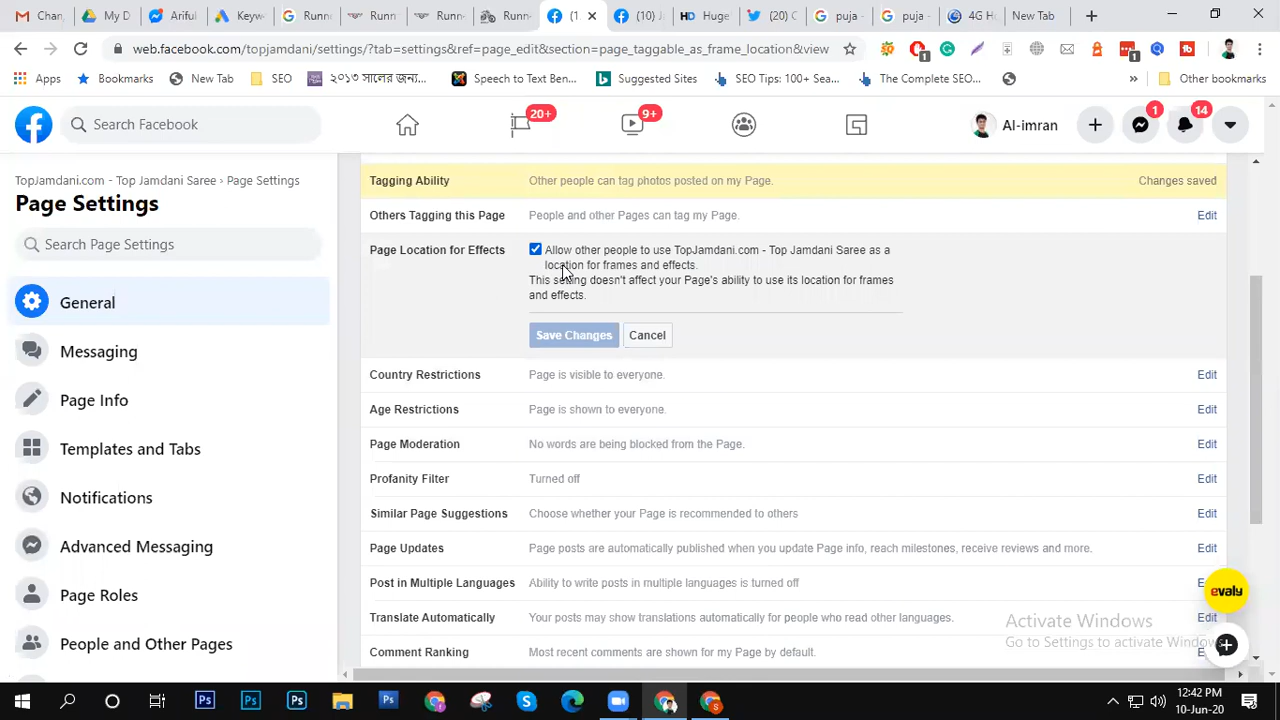 Chan
My D
Ariful
Keyw
Runn
Runn
Runn
Runn
(1
(10) J
HD Huge
(20) C
puja -
puja -
4G H
New Tab
web.facebook.com/topjamdani/settings/?tab=settings&ref=page_edit&section=page_taggable_as_frame_location&view
1
1
Apps
Bookmarks
New Tab
SEO
২০১৩ সালের জন্য...
Speech to Text Ben...
Suggested Sites
SEO Tips: 100+ Sea...
The Complete SEO...
»
Other bookmarks
Search Facebook
20+
9+
Al-imran
1
14
TopJamdani.com - Top Jamdani Saree › Page Settings
Page Settings
Search Page Settings
General
Messaging
Page Info
Templates and Tabs
Notifications
Advanced Messaging
Page Roles
People and Other Pages
Tagging Ability
Other people can tag photos posted on my Page.
Changes saved
Others Tagging this Page
People and other Pages can tag my Page.
Edit
Page Location for Effects
Allow other people to use TopJamdani.com - Top Jamdani Saree as a
location for frames and effects.
This setting doesn't affect your Page's ability to use its location for frames
and effects.
Save Changes
Cancel
Country Restrictions
Page is visible to everyone.
Edit
Age Restrictions
Page is shown to everyone.
Edit
Page Moderation
No words are being blocked from the Page.
Edit
Profanity Filter
Turned off
Edit
Similar Page Suggestions
Choose whether your Page is recommended to others
Edit
Page Updates
Page posts are automatically published when you update Page info, reach milestones, receive reviews and more.
Edit
Post in Multiple Languages
Ability to write posts in multiple languages is turned off
Translate Automatically
Your posts may show translations automatically for people who read other languages.
Edit
Comment Ranking
Most recent comments are shown for my Page by default.
evaly
Activate Windows
Go to Settings to activate Windows
12:42 PM
10-Jun-20